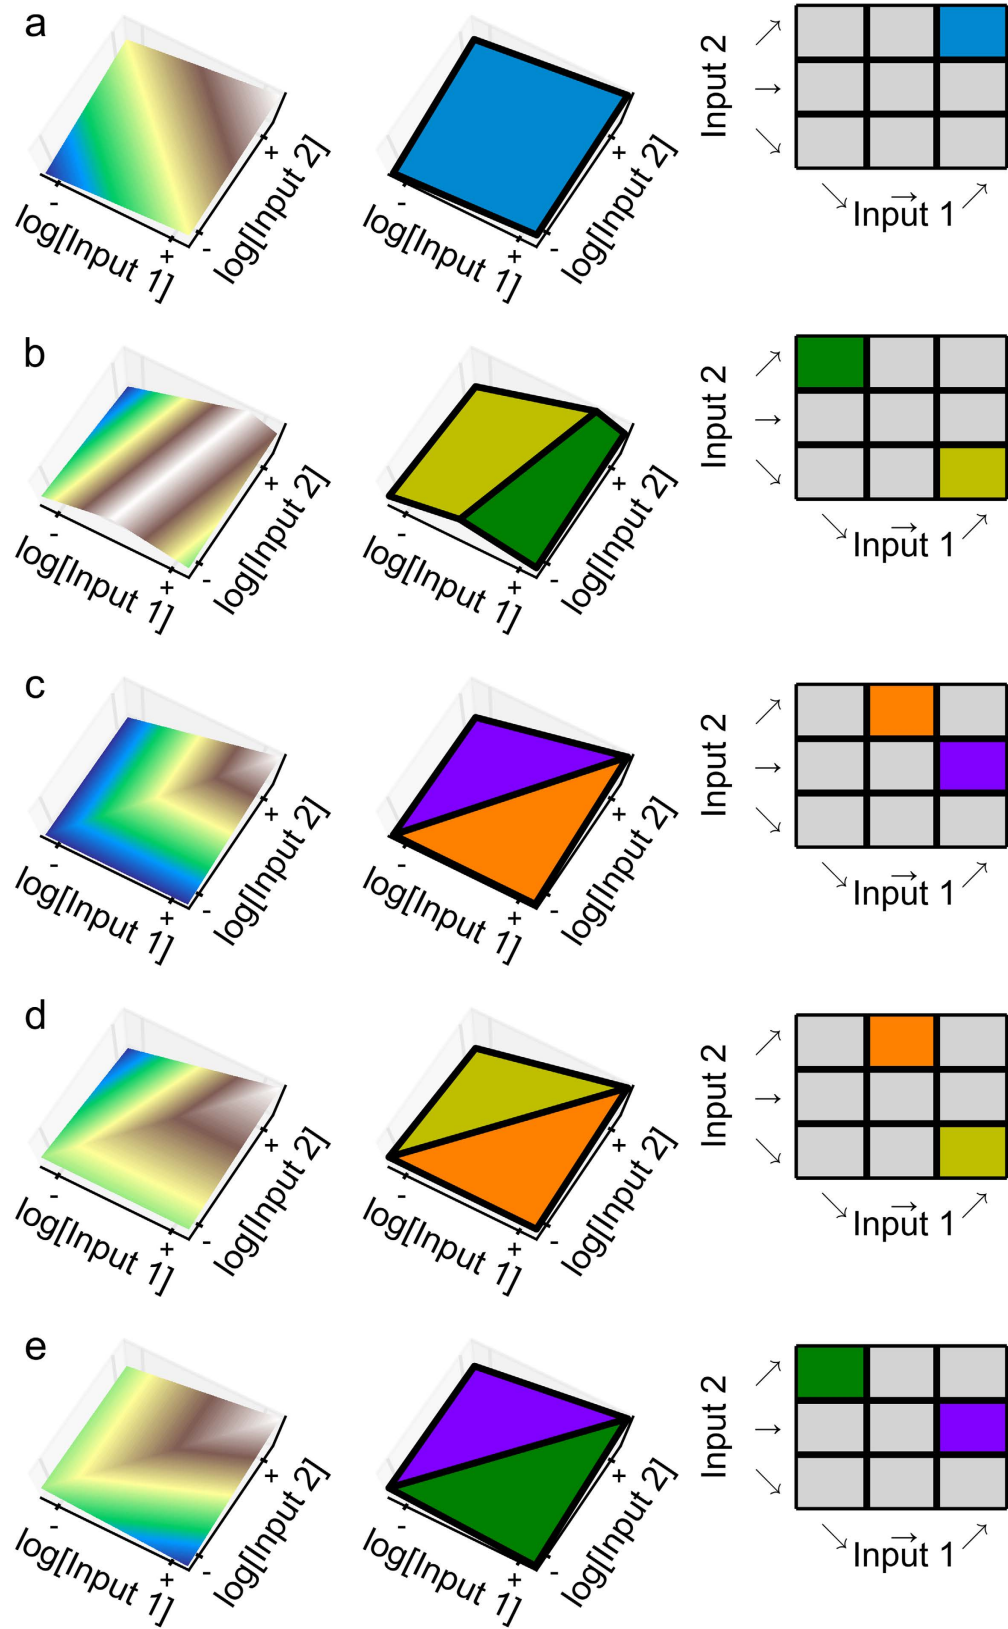 a
-
+
log[Input 1]
-
+
log[Input 2]
-
+
log[Input 1]
-
+
log[Input 2]
Input 2
↗
→
↘
↘ → ↗
Input 1
b
-
+
log[Input 1]
-
+
log[Input 2]
-
+
log[Input 1]
-
+
log[Input 2]
Input 2
↗
→
↘
↘ → ↗
Input 1
c
-
+
log[Input 1]
-
+
log[Input 2]
-
+
log[Input 1]
-
+
log[Input 2]
Input 2
↗
→
↘
↘ → ↗
Input 1
d
-
+
log[Input 1]
-
+
log[Input 2]
-
+
log[Input 1]
-
+
log[Input 2]
Input 2
↗
→
↘
↘ → ↗
Input 1
e
-
+
log[Input 1]
-
+
log[Input 2]
-
+
log[Input 1]
-
+
log[Input 2]
Input 2
↗
→
↘
↘ → ↗
Input 1